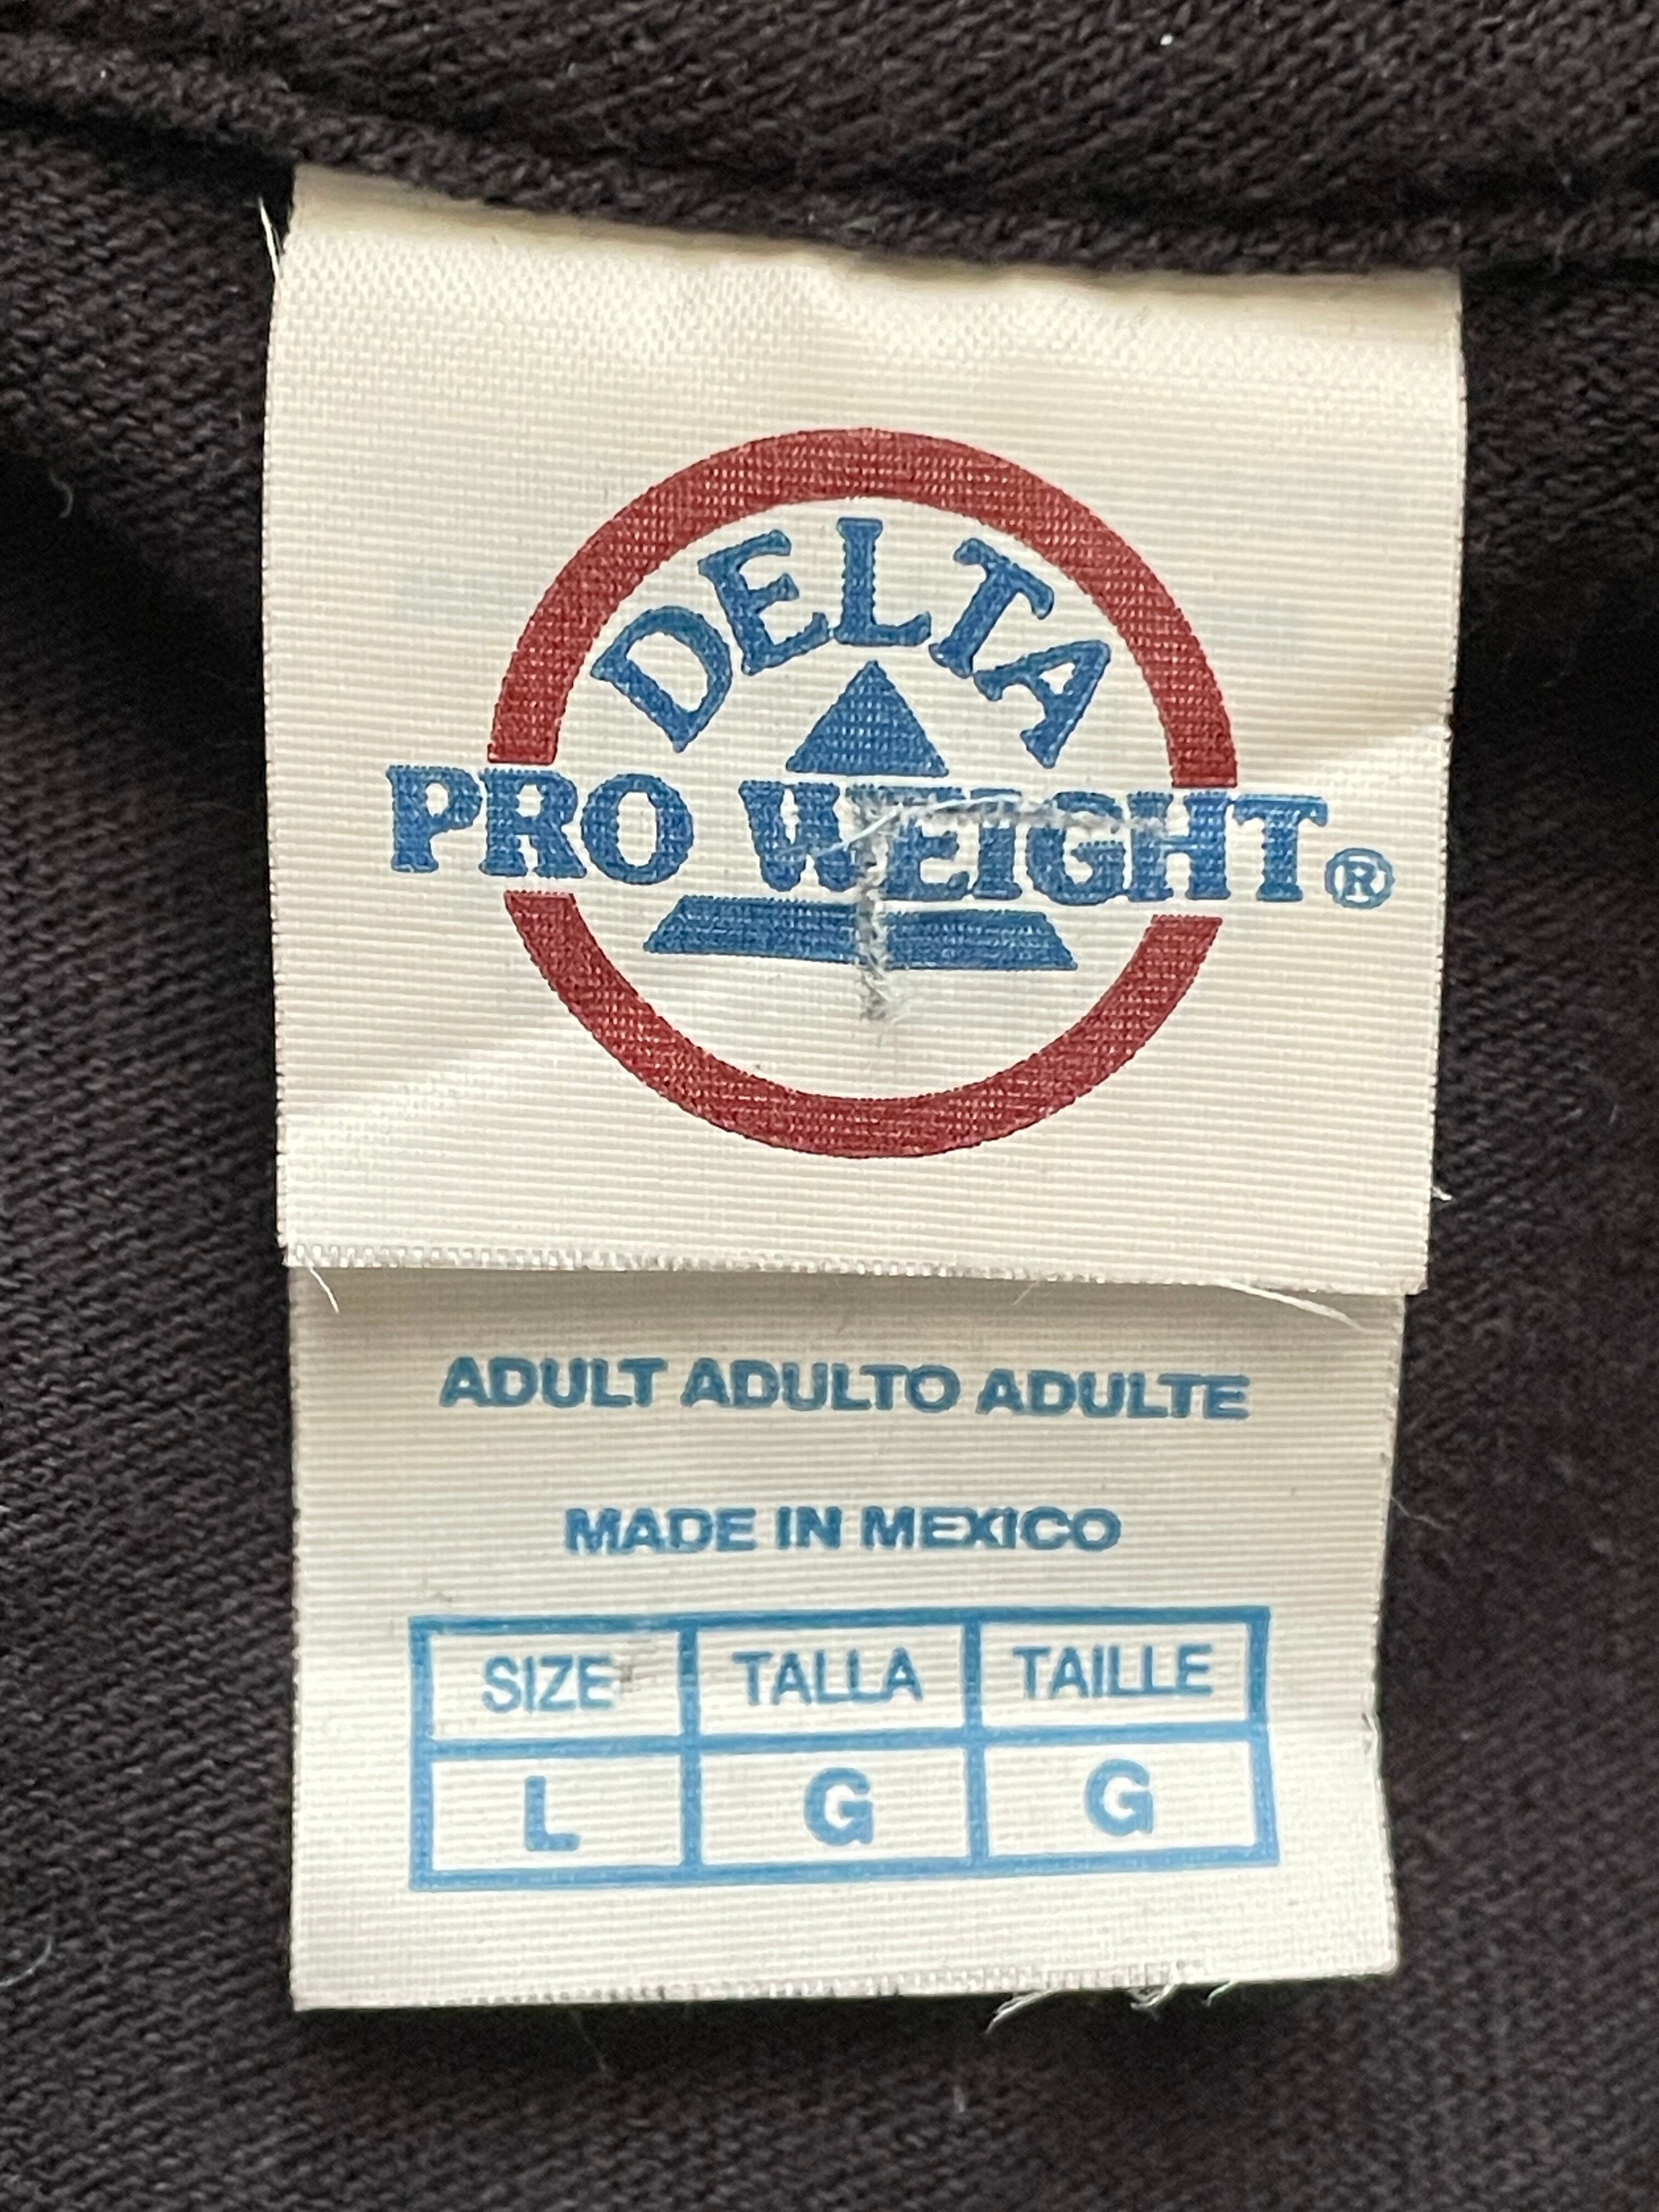 DELTA
PRO WEIGHT®
ADULT ADULTO ADULTE
MADE IN MEXICO
SIZE TALLA TAILLE
L G G